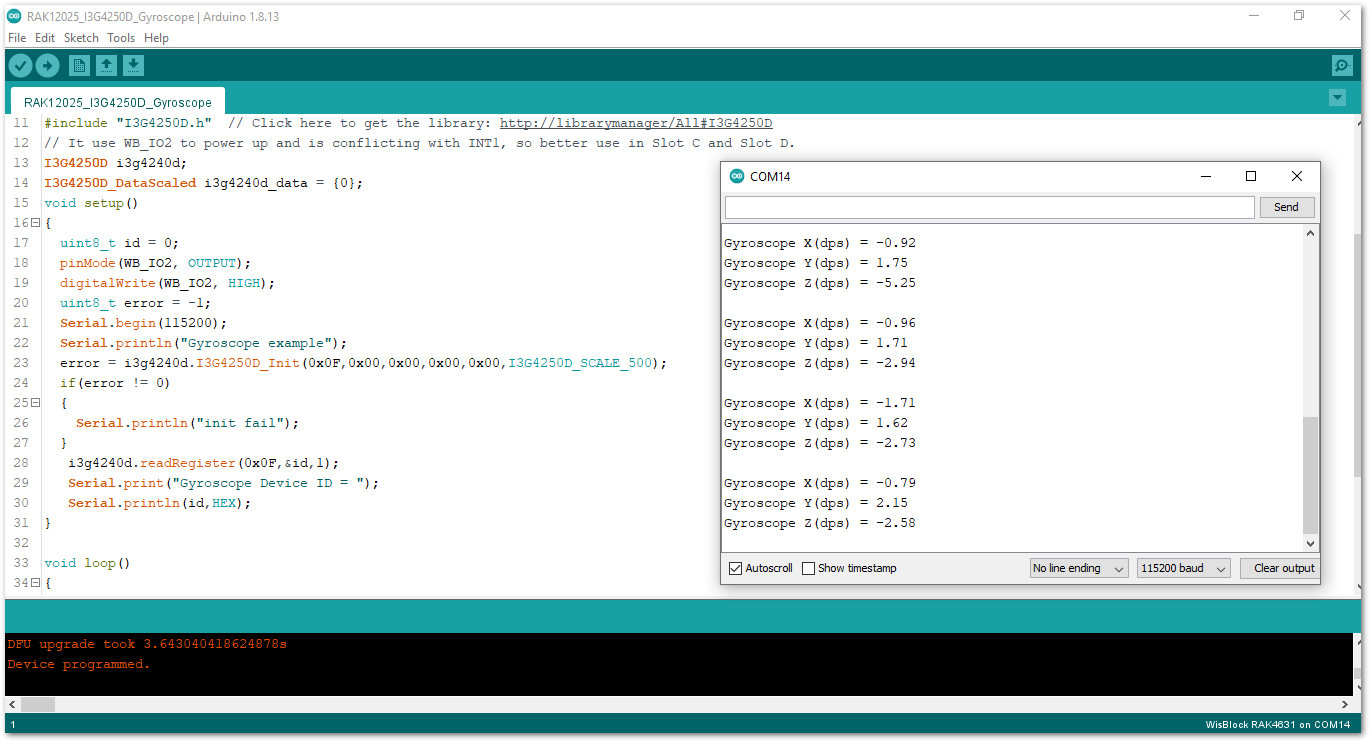 RAK12025_I3G4250D_Gyroscope | Arduino 1.8.13
File Edit Sketch Tools Help
RAK12025_I3G4250D_Gyroscope
11 #include "I3G4250D.h"  // Click here to get the library: http://librarymanager/All#I3G4250D
12 // It use WB_IO2 to power up and is conflicting with INT1, so better use in Slot C and Slot D.
13 I3G4250D i3g4240d;
14 I3G4250D_DataScaled i3g4240d_data = {0};
15 void setup()
16 {
17   uint8_t id = 0;
18   pinMode(WB_IO2, OUTPUT);
19   digitalWrite(WB_IO2, HIGH);
20   uint8_t error = -1;
21   Serial.begin(115200);
22   Serial.println("Gyroscope example");
23   error = i3g4240d.I3G4250D_Init(0x0F,0x00,0x00,0x00,0x00,I3G4250D_SCALE_500);
24   if(error != 0)
25   {
26     Serial.println("init fail");
27   }
28    i3g4240d.readRegister(0x0F,&id,1);
29    Serial.print("Gyroscope Device ID = ");
30    Serial.println(id,HEX);
31 }
32
33 void loop()
34 {
COM14
Send
Gyroscope X(dps) = -0.92
Gyroscope Y(dps) = 1.75
Gyroscope Z(dps) = -5.25
Gyroscope X(dps) = -0.96
Gyroscope Y(dps) = 1.71
Gyroscope Z(dps) = -2.94
Gyroscope X(dps) = -1.71
Gyroscope Y(dps) = 1.62
Gyroscope Z(dps) = -2.73
Gyroscope X(dps) = -0.79
Gyroscope Y(dps) = 2.15
Gyroscope Z(dps) = -2.58
Autoscroll Show timestamp No line ending 115200 baud Clear output
DFU upgrade took 3.643040418624878s
Device programmed.
1 WisBlock RAK4631 on COM14